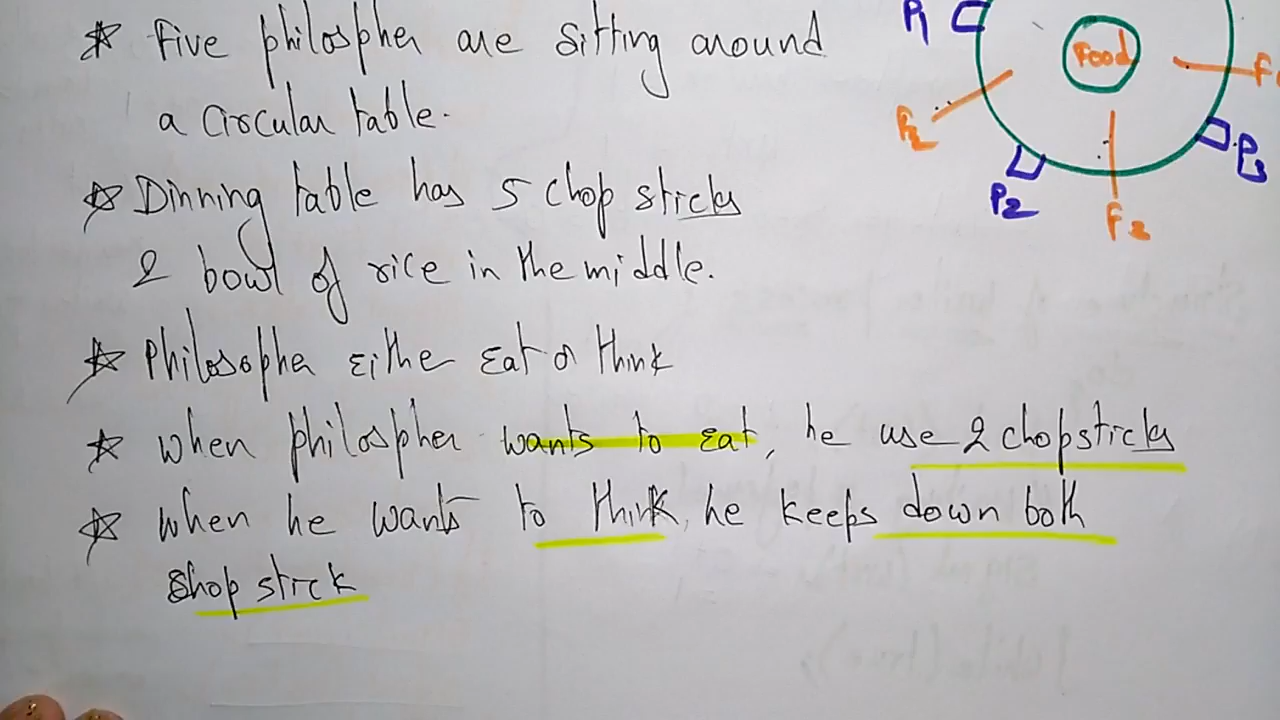 Five philospher are sitting around
a circular table.
Dinning table has 5 chop sticks
2 bowl of rice in the middle.
Philosopher Either Eat or think
when philospher wants to Eat, he use 2 chopsticks
when he wants to think, he keeps down both
shop stick
P1
Food
F1
P3
P2
F2